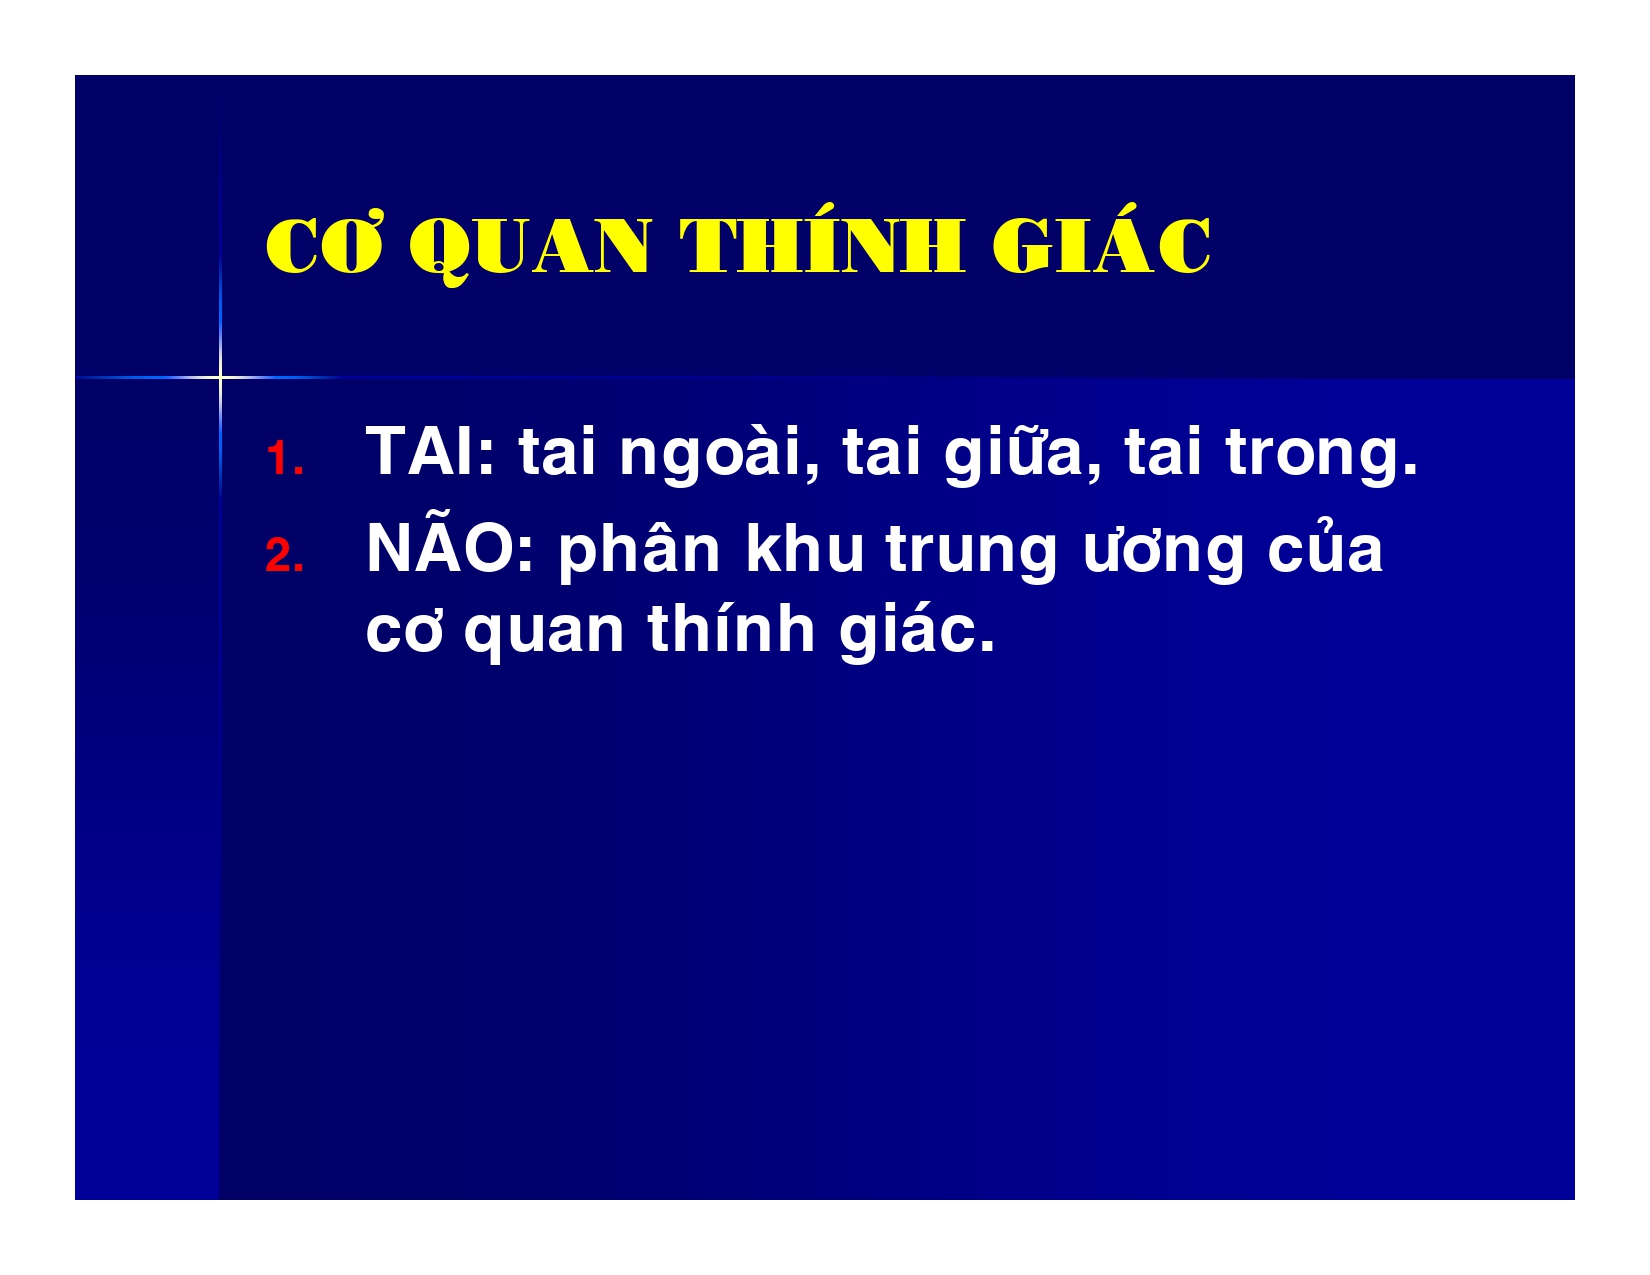 CƠ QUAN THÍNH GIÁC
1. TAI: tai ngoài, tai giữa, tai trong.
2. NÃO: phân khu trung ương của
cơ quan thính giác.